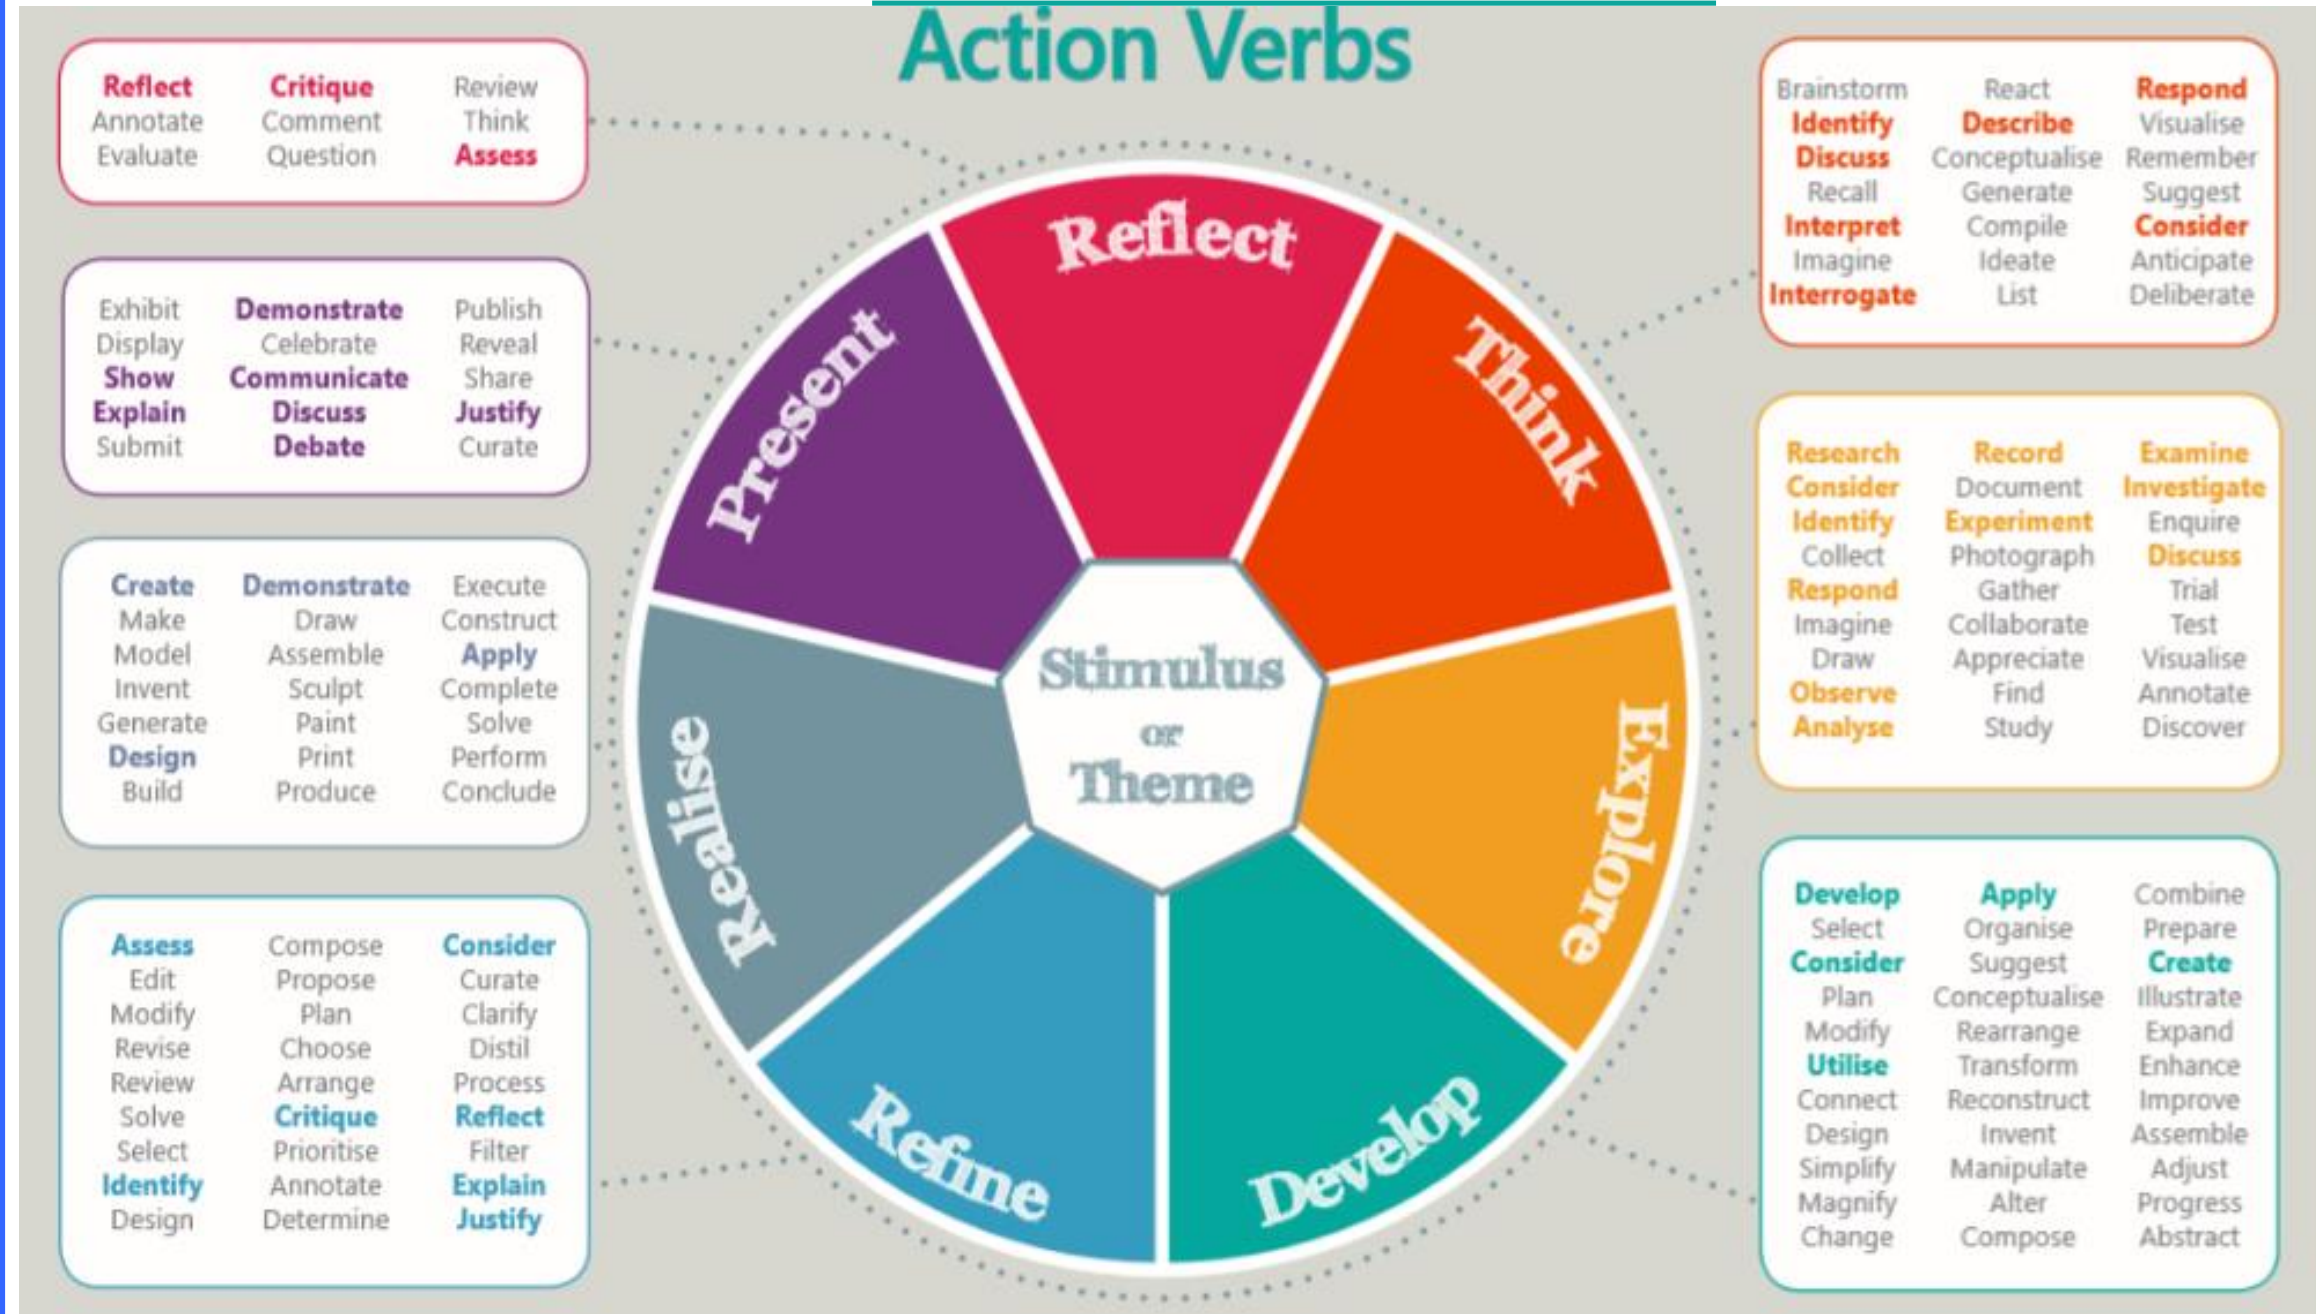 Action Verbs
Reflect Critique Review
Annotate Comment Think
Evaluate Question Assess
Exhibit Demonstrate Publish
Display Celebrate Reveal
Show Communicate Share
Explain Discuss Justify
Submit Debate Curate
Create Demonstrate Execute
Make Draw Construct
Model Assemble Apply
Invent Sculpt Complete
Generate Paint Solve
Design Print Perform
Build Produce Conclude
Assess Compose Consider
Edit Propose Curate
Modify Plan Clarify
Revise Choose Distil
Review Arrange Process
Solve Critique Reflect
Select Prioritise Filter
Identify Annotate Explain
Design Determine Justify
Reflect
Think
Explore
Develop
Refine
Realise
Present
Stimulus
or
Theme
Brainstorm React Respond
Identify Describe Visualise
Discuss Conceptualise Remember
Recall Generate Suggest
Interpret Compile Consider
Imagine Ideate Anticipate
Interrogate List Deliberate
Research Record Examine
Consider Document Investigate
Identify Experiment Enquire
Collect Photograph Discuss
Respond Gather Trial
Imagine Collaborate Test
Draw Appreciate Visualise
Observe Find Annotate
Analyse Study Discover
Develop Apply Combine
Select Organise Prepare
Consider Suggest Create
Plan Conceptualise Illustrate
Modify Rearrange Expand
Utilise Transform Enhance
Connect Reconstruct Improve
Design Invent Assemble
Simplify Manipulate Adjust
Magnify Alter Progress
Change Compose Abstract